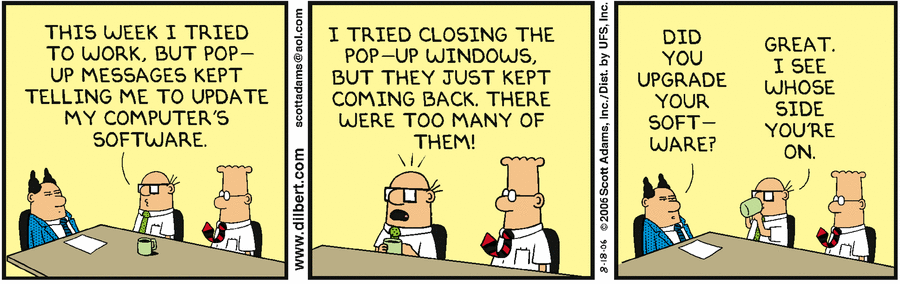 THIS WEEK I TRIED
TO WORK, BUT POP-
UP MESSAGES KEPT
TELLING ME TO UPDATE
MY COMPUTER'S
SOFTWARE.
www.dilbert.com scottadams@aol.com
I TRIED CLOSING THE
POP-UP WINDOWS,
BUT THEY JUST KEPT
COMING BACK. THERE
WERE TOO MANY OF
THEM!
8-18-06 © 2006 Scott Adams, Inc./Dist. by UFS, Inc.
DID
YOU
UPGRADE
YOUR
SOFT-
WARE?
GREAT.
I SEE
WHOSE
SIDE
YOU'RE
ON.